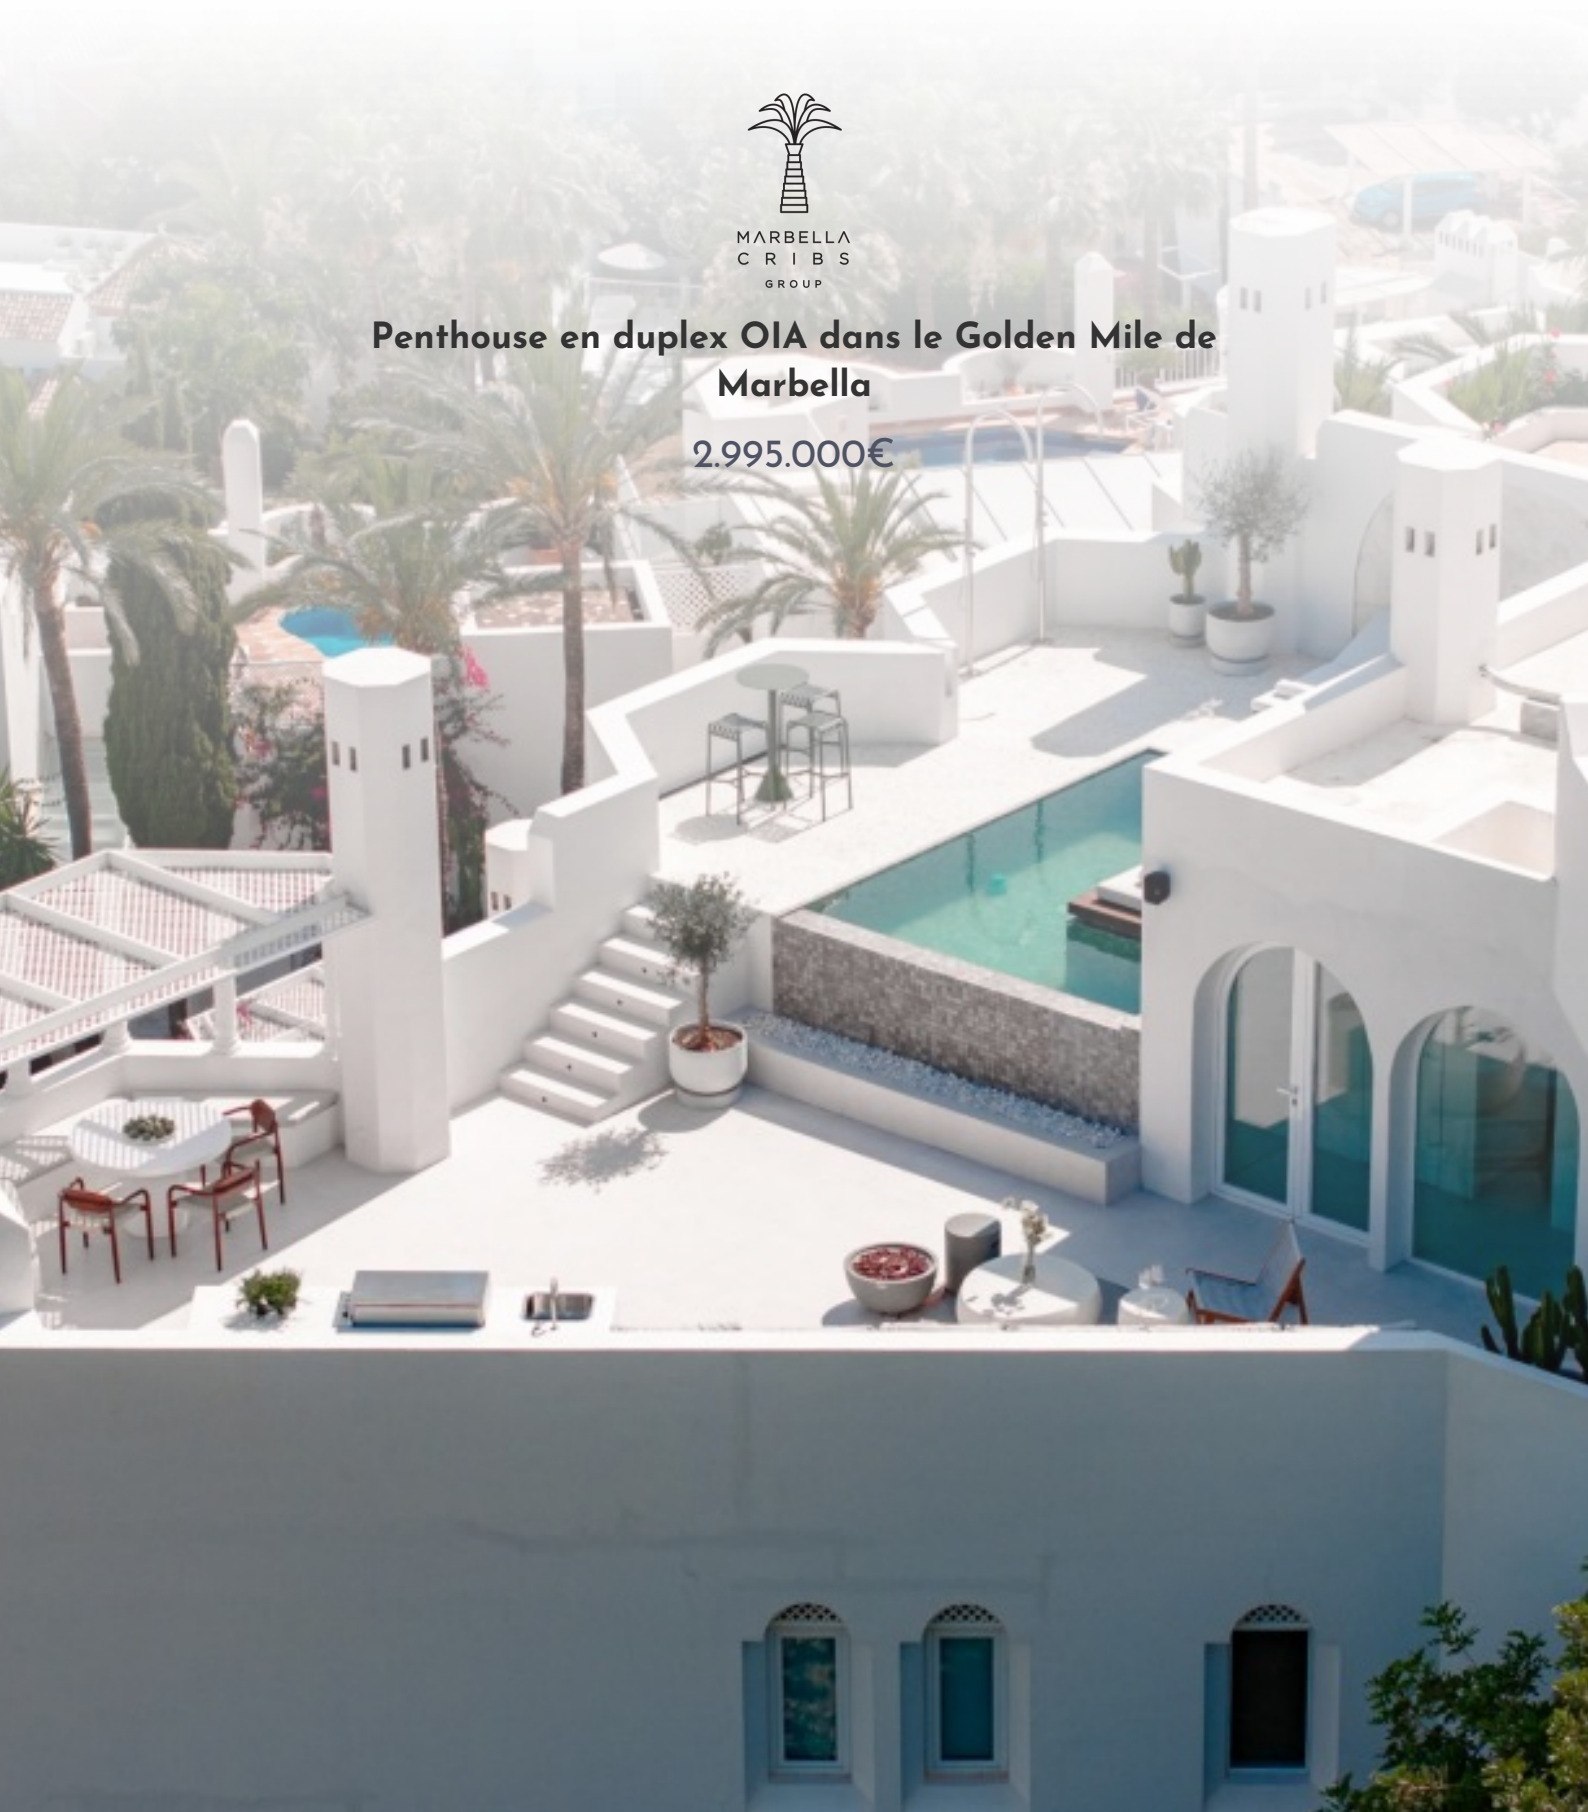 MARBELLA
CRIBS
GROUP
Penthouse en duplex OIA dans le Golden Mile de
Marbella
2.995.000€